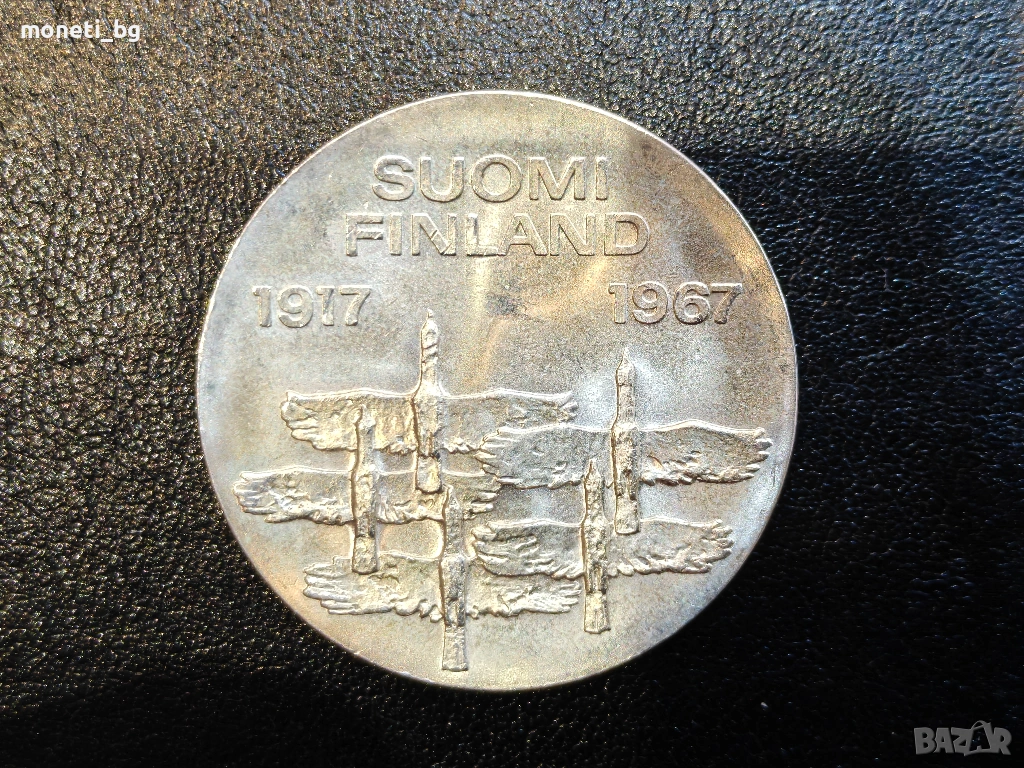 moneti_bg
SUOMI
FINLAND
1917 1967
BAZAR